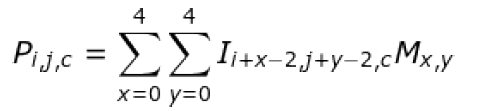 P_{i,j,c} = \sum_{x=0}^{4} \sum_{y=0}^{4} I_{i+x-2,j+y-2,c} M_{x,y}